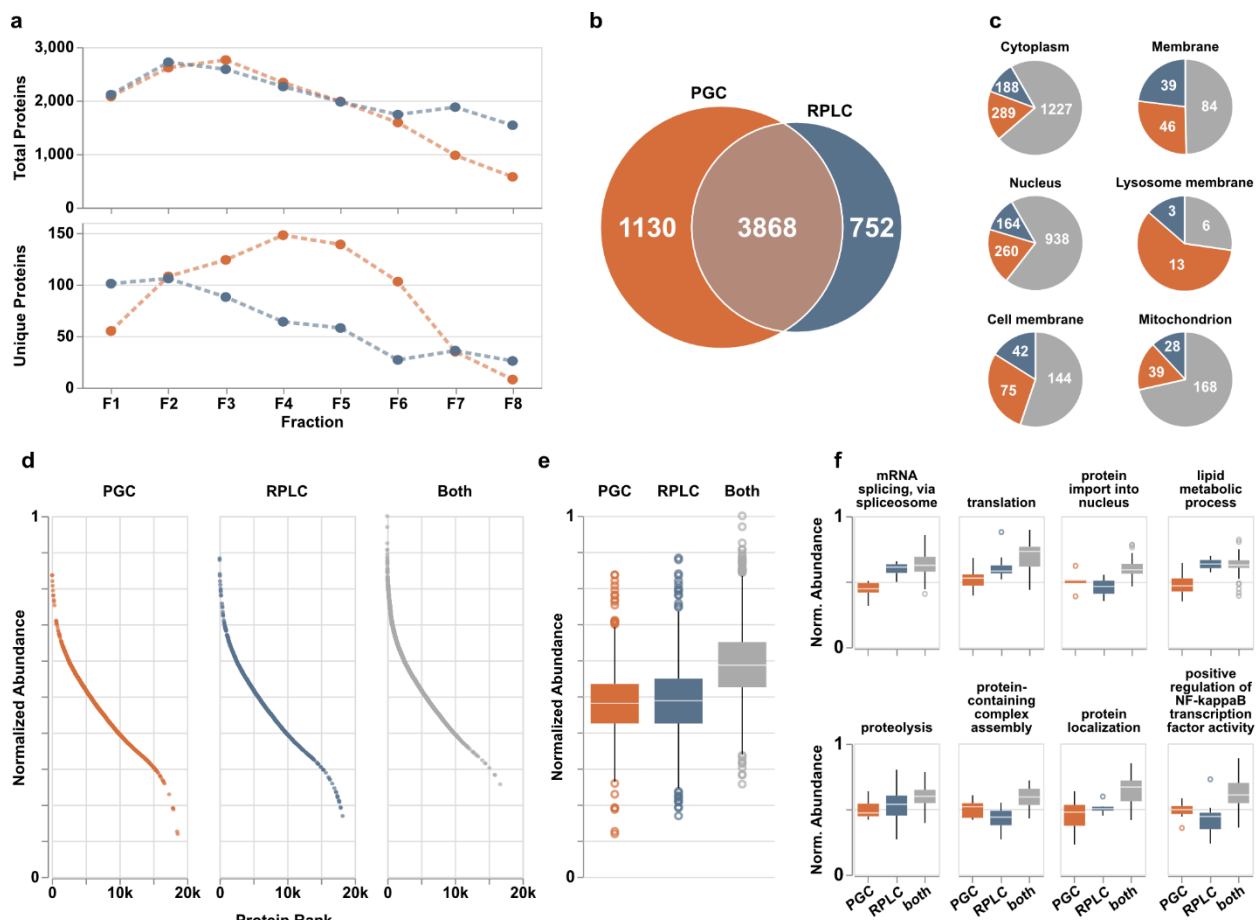 a
3,000
2,000
1,000
0
Total Proteins
150
100
50
0
Unique Proteins
F1 F2 F3 F4 F5 F6 F7 F8
Fraction
b
PGC
RPLC
1130
3868
752
c
Cytoplasm
188
289
1227
Membrane
39
46
84
Nucleus
164
260
938
Lysosome membrane
3
6
13
Cell membrane
42
75
144
Mitochondrion
28
39
168
d
PGC
RPLC
Both
1
0
Normalized Abundance
0 10k 20k
0 10k 20k
0 10k 20k
Protein Rank
e
PGC
RPLC
Both
1
0
Normalized Abundance
f
mRNA
splicing, via
spliceosome
translation
protein
import into
nucleus
lipid
metabolic
process
1
0
Norm. Abundance
proteolysis
protein-
containing
complex
assembly
protein
localization
positive
regulation of
NF-kappaB
transcription
factor activity
1
0
Norm. Abundance
PGC RPLC both
PGC RPLC both
PGC RPLC both
PGC RPLC both